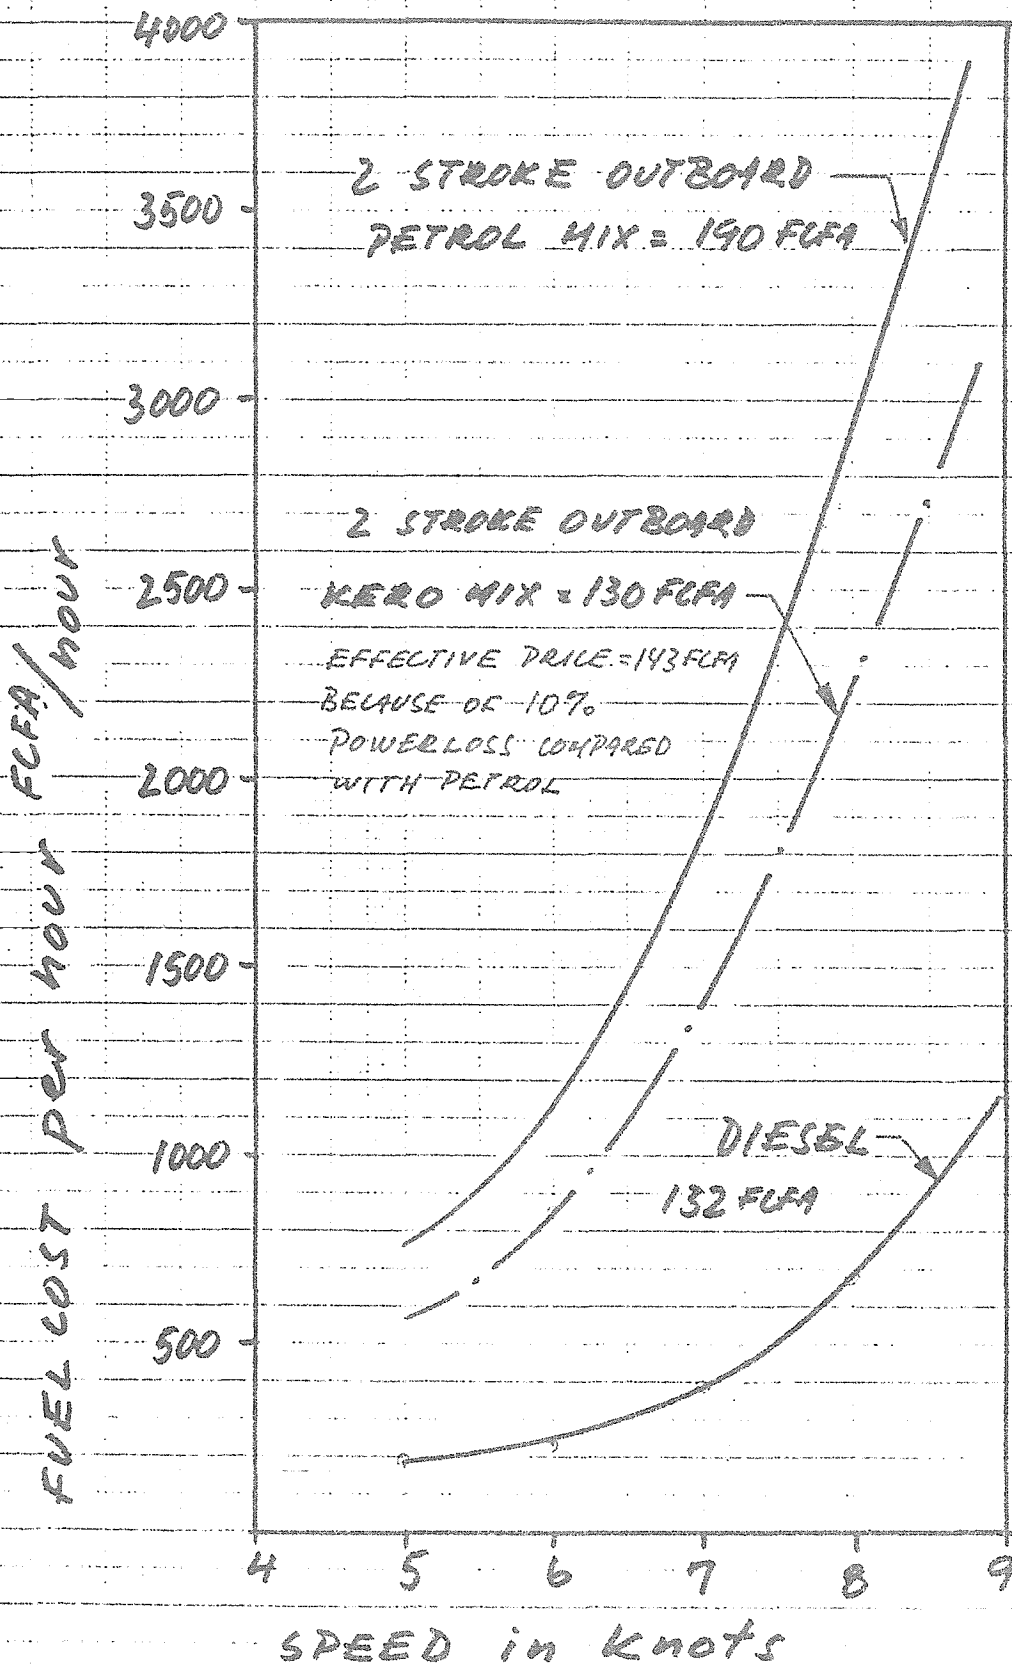 4000
3500
3000
2500
2000
1500
1000
500
FUEL COST per hour FCFA/hour
2 STROKE OUTBOARD
PETROL MIX = 190 FCFA
2 STROKE OUTBOARD
KERO MIX = 130 FCFA
EFFECTIVE PRICE = 143 FCFA
BECAUSE OF 10%
POWERLOSS COMPARED
WITH PETROL
DIESEL
132 FCFA
4 5 6 7 8 9
SPEED in knots